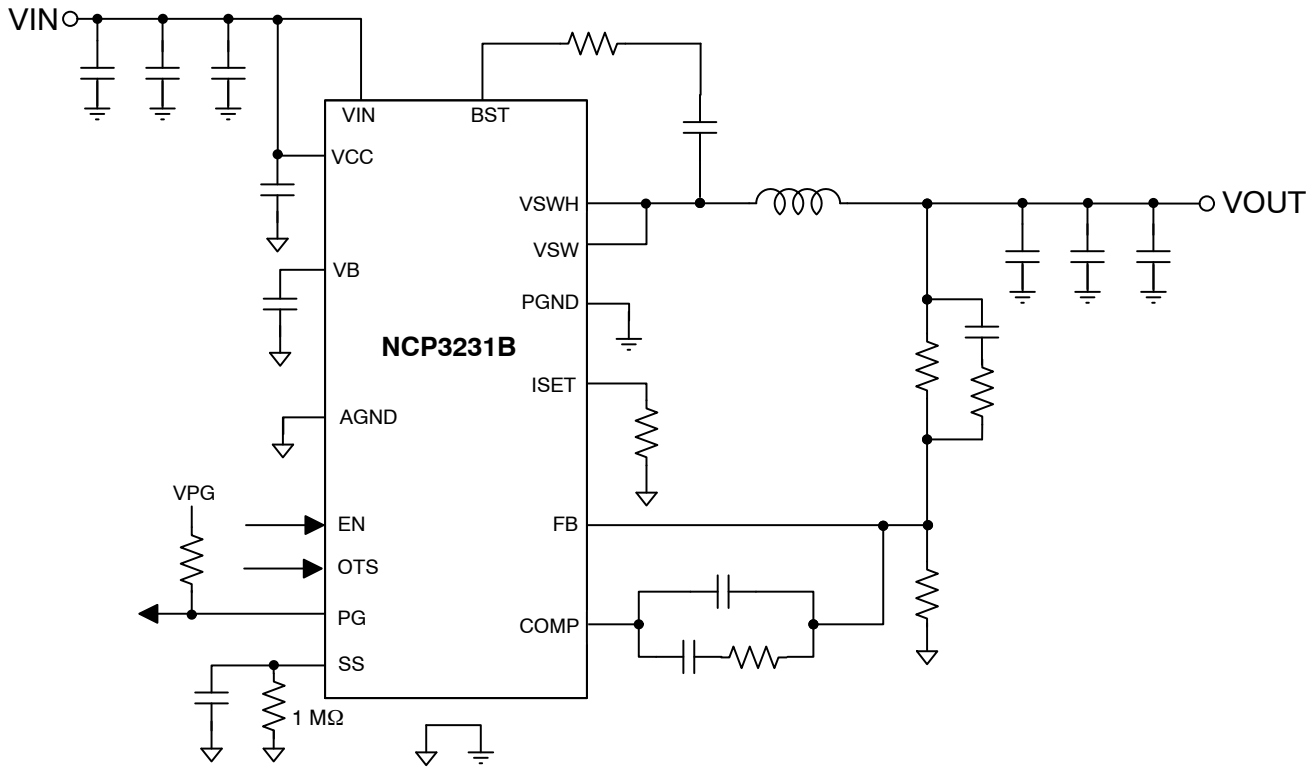 VIN
VIN
BST
VCC
VSWH
VOUT
VSW
VB
PGND
NCP3231B
ISET
AGND
VPG
EN
FB
OTS
PG
COMP
SS
1 MΩ